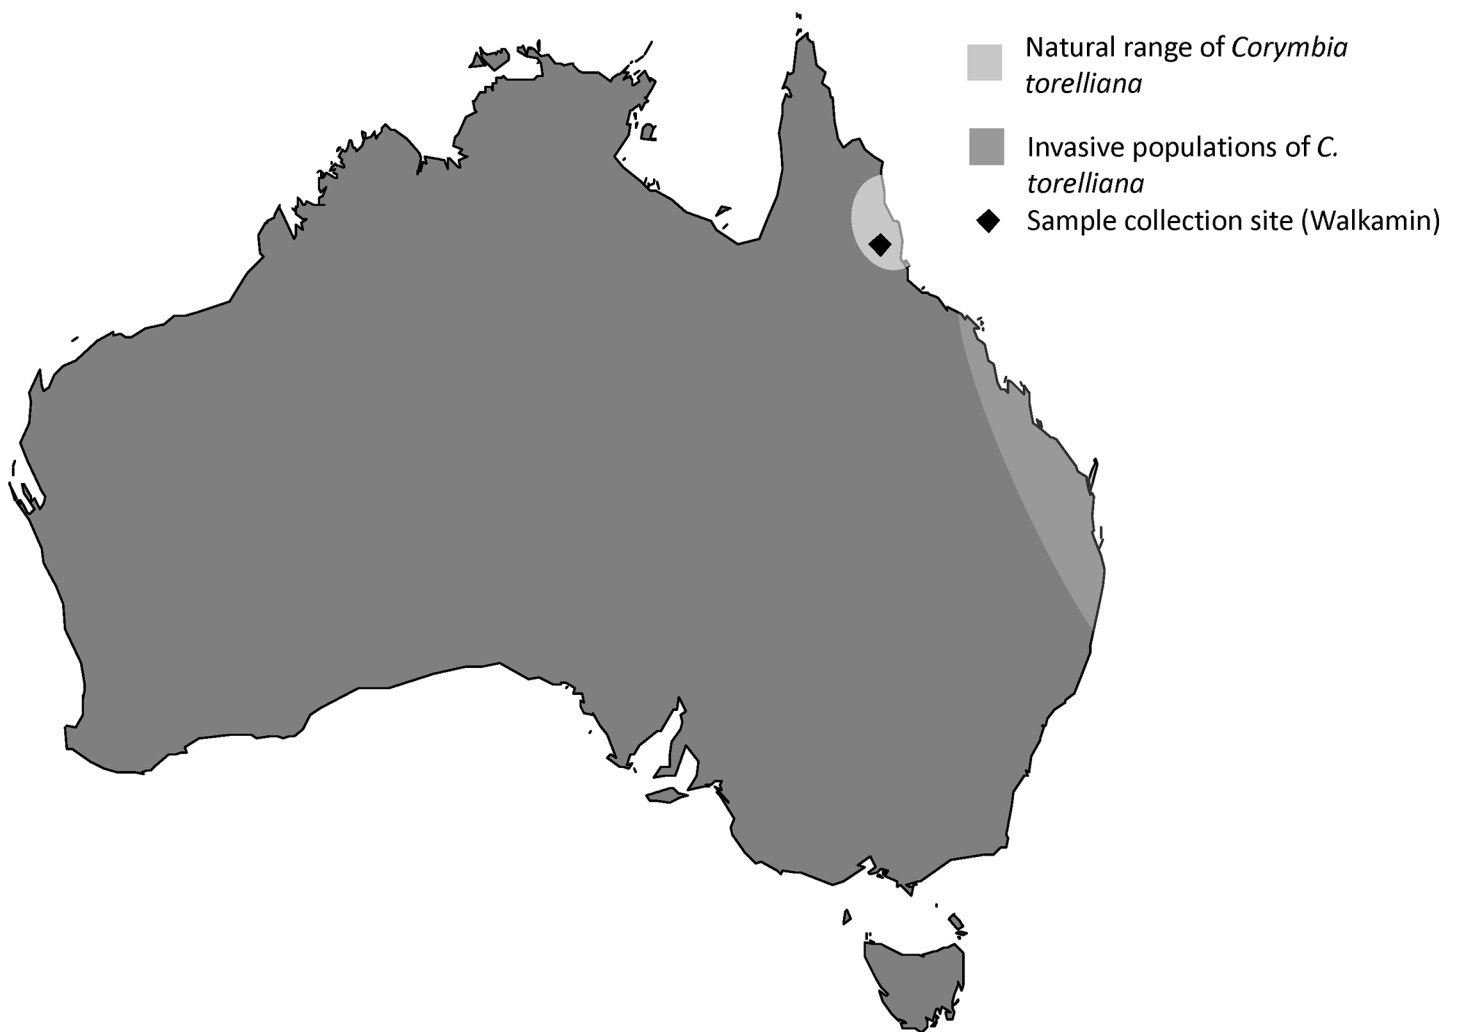 Natural range of Corymbia
torelliana
Invasive populations of C.
torelliana
Sample collection site (Walkamin)